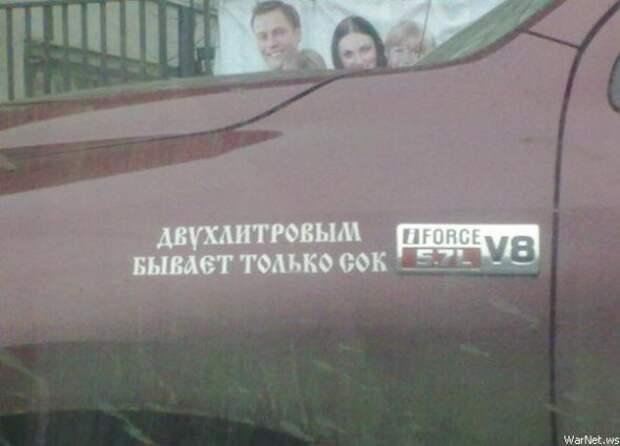 ДВУХЛИТРОВЫМ
БЫВАЕТ ТОЛЬКО СОК
iFORCE
5.7L
V8
WarNet.ws